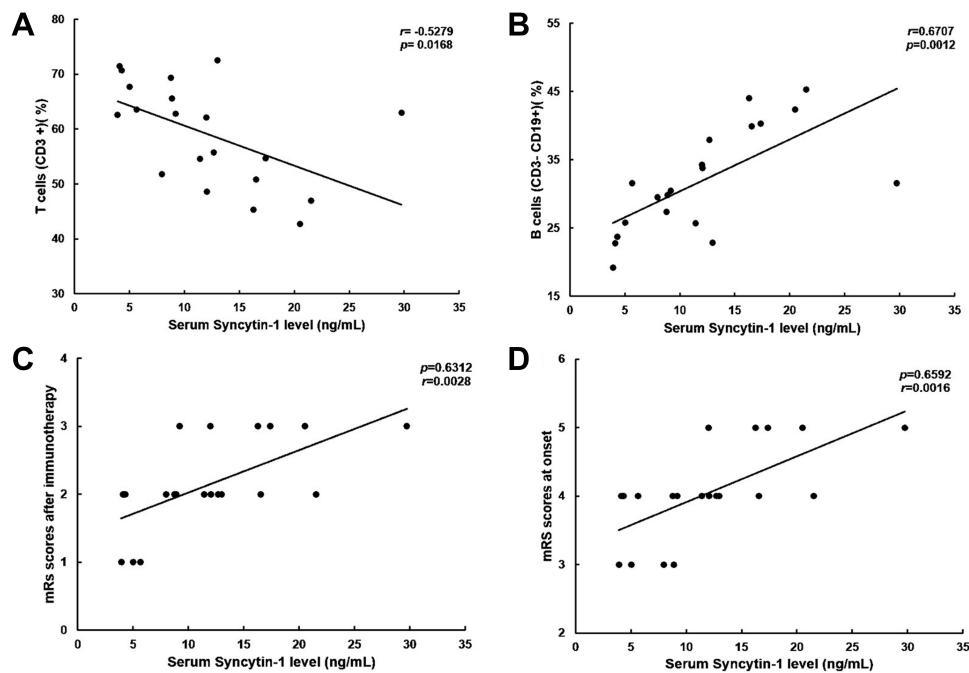 A
80
70
60
50
40
30
T cells (CD3 +)( %)
r= -0.5279
p= 0.0168
0 5 10 15 20 25 30 35
Serum Syncytin-1 level (ng/mL)
B
55
45
35
25
15
B cells (CD3- CD19+)( %)
r=0.6707
p=0.0012
0 5 10 15 20 25 30 35
Serum Syncytin-1 level (ng/mL)
C
4
3
2
1
0
mRs scores after immunotherapy
p=0.6312
r=0.0028
0 5 10 15 20 25 30 35
Serum Syncytin-1 level (ng/mL)
D
6
5
4
3
2
mRS scores at onset
p=0.6592
r=0.0016
0 5 10 15 20 25 30 35
Serum Syncytin-1 level (ng/mL)